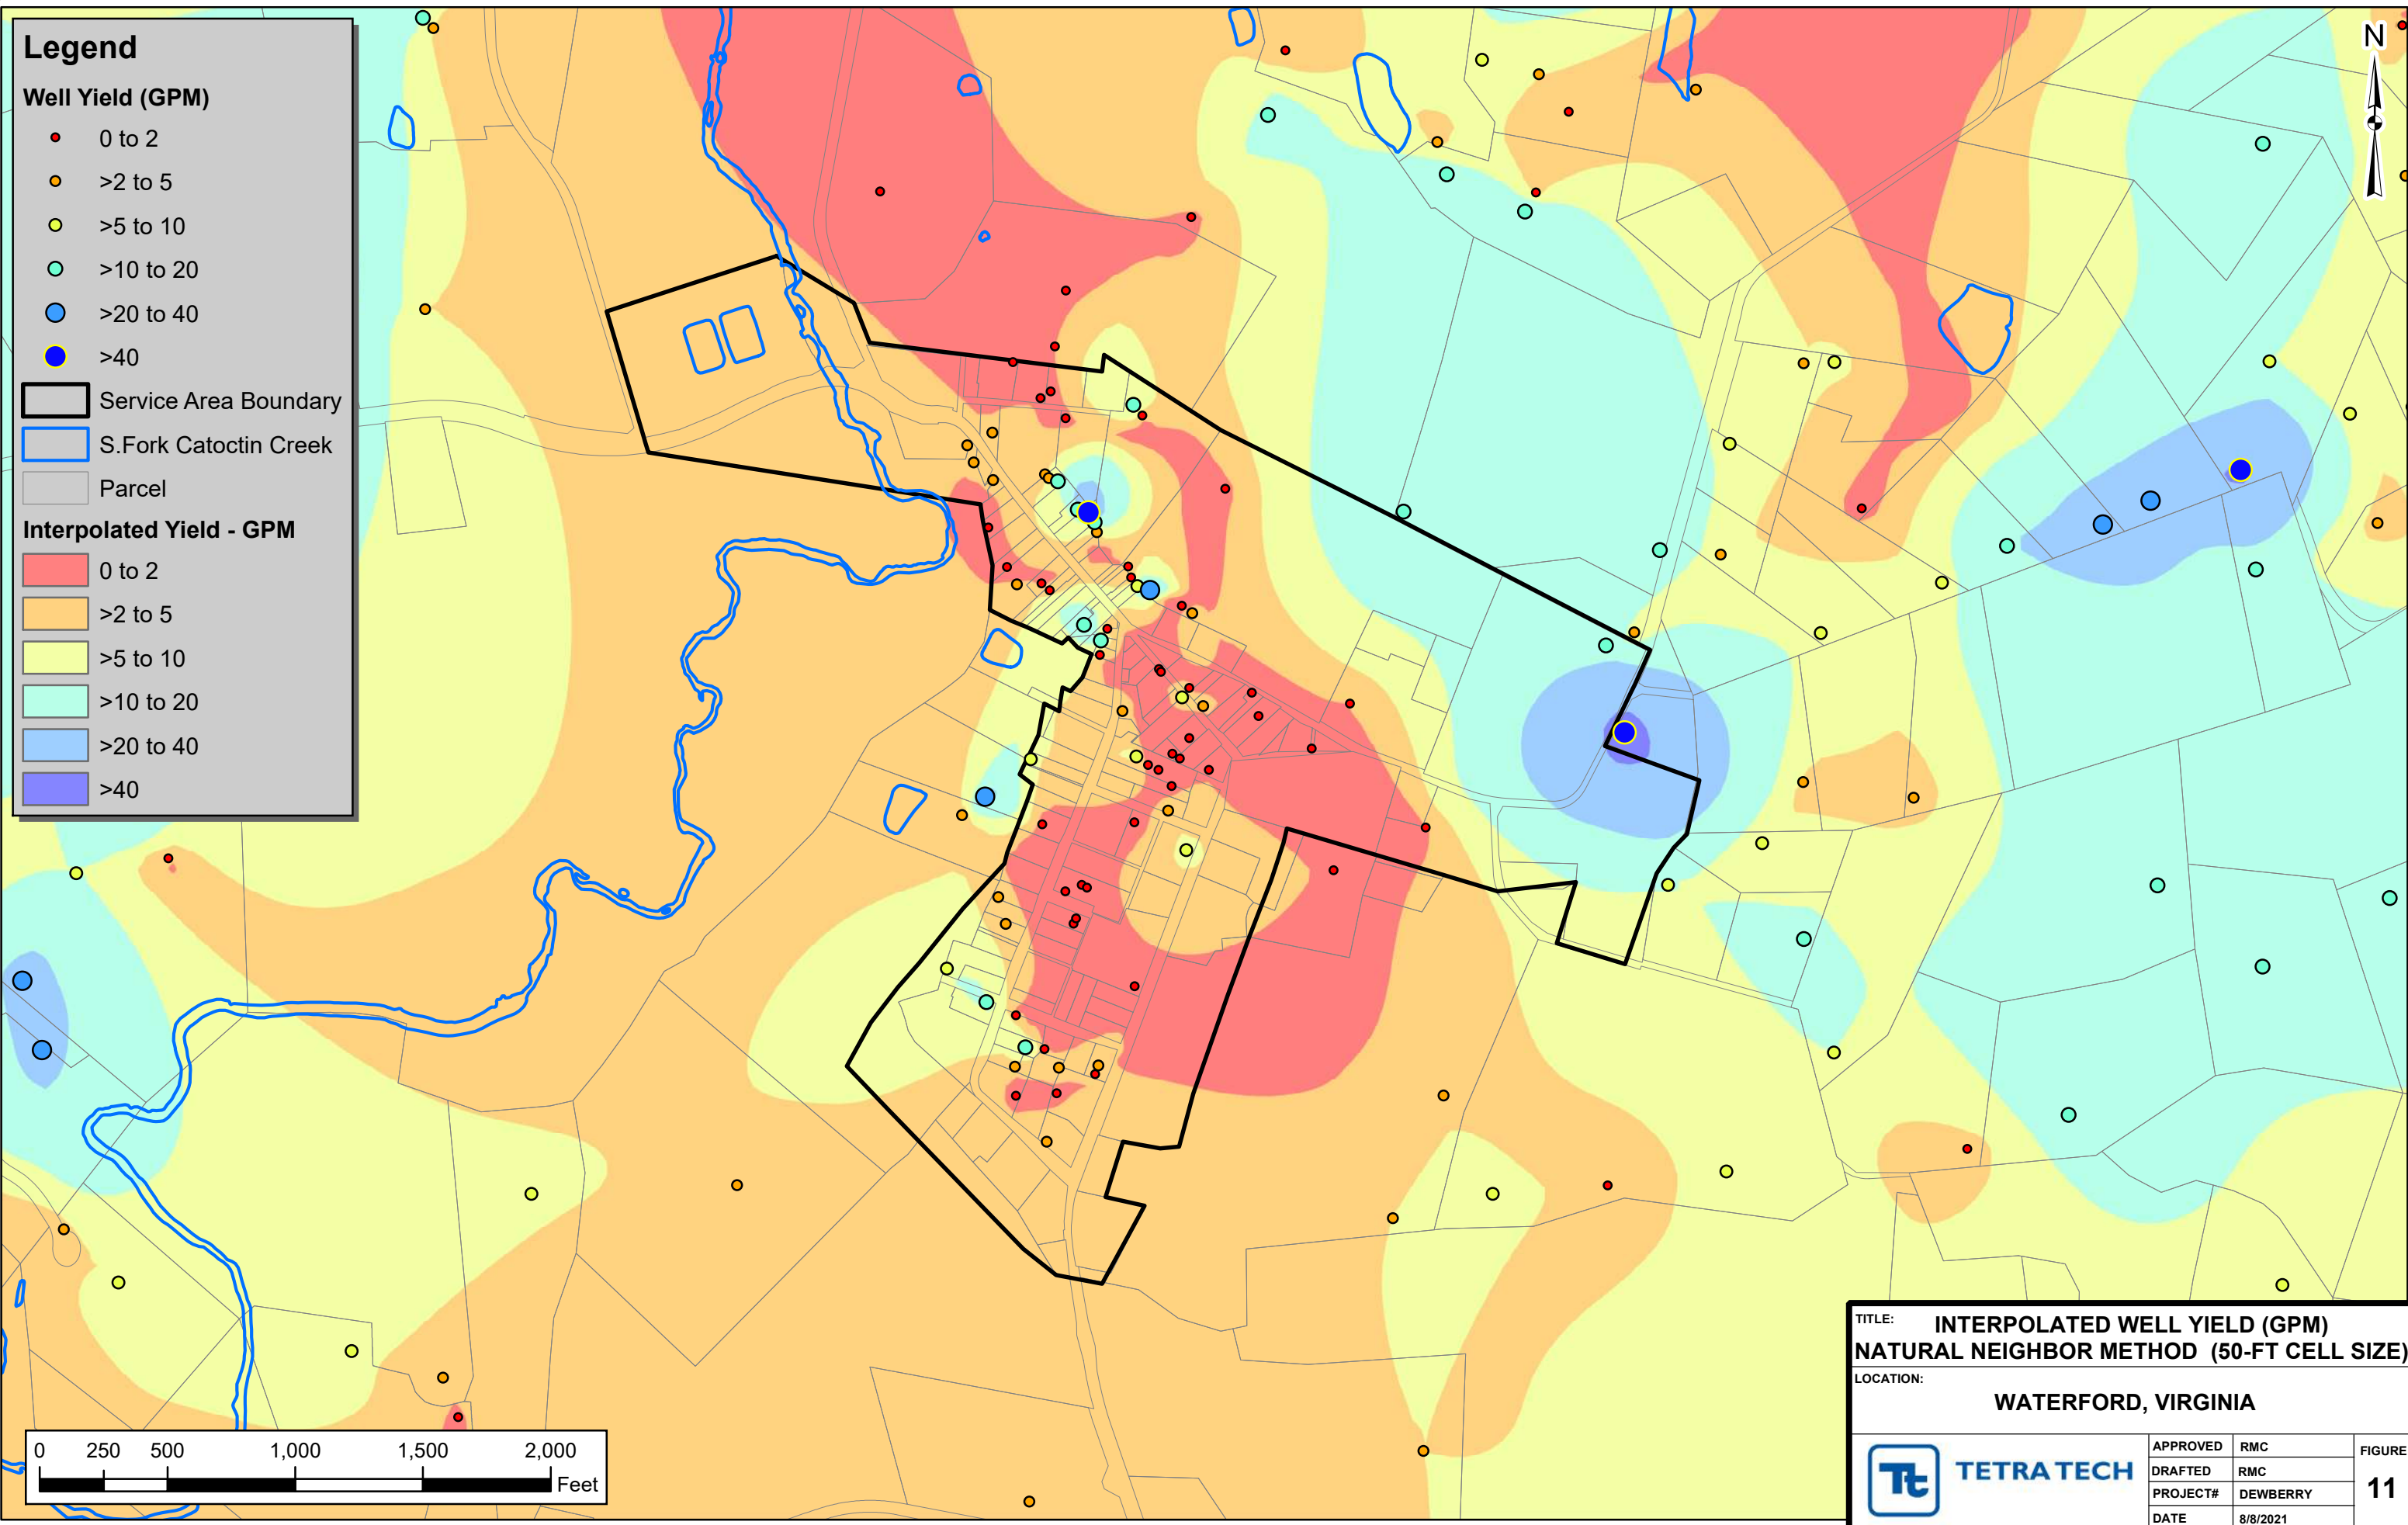 Legend
Well Yield (GPM)
0 to 2
>2 to 5
>5 to 10
>10 to 20
>20 to 40
>40
Service Area Boundary
S.Fork Catoctin Creek
Parcel
Interpolated Yield - GPM
0 to 2
>2 to 5
>5 to 10
>10 to 20
>20 to 40
>40
N
0 250 500 1,000 1,500 2,000
Feet
TITLE: INTERPOLATED WELL YIELD (GPM)
NATURAL NEIGHBOR METHOD (50-FT CELL SIZE)
LOCATION:
WATERFORD, VIRGINIA
Tt TETRA TECH
APPROVED RMC
DRAFTED RMC
PROJECT# DEWBERRY
DATE 8/8/2021
FIGURE
11